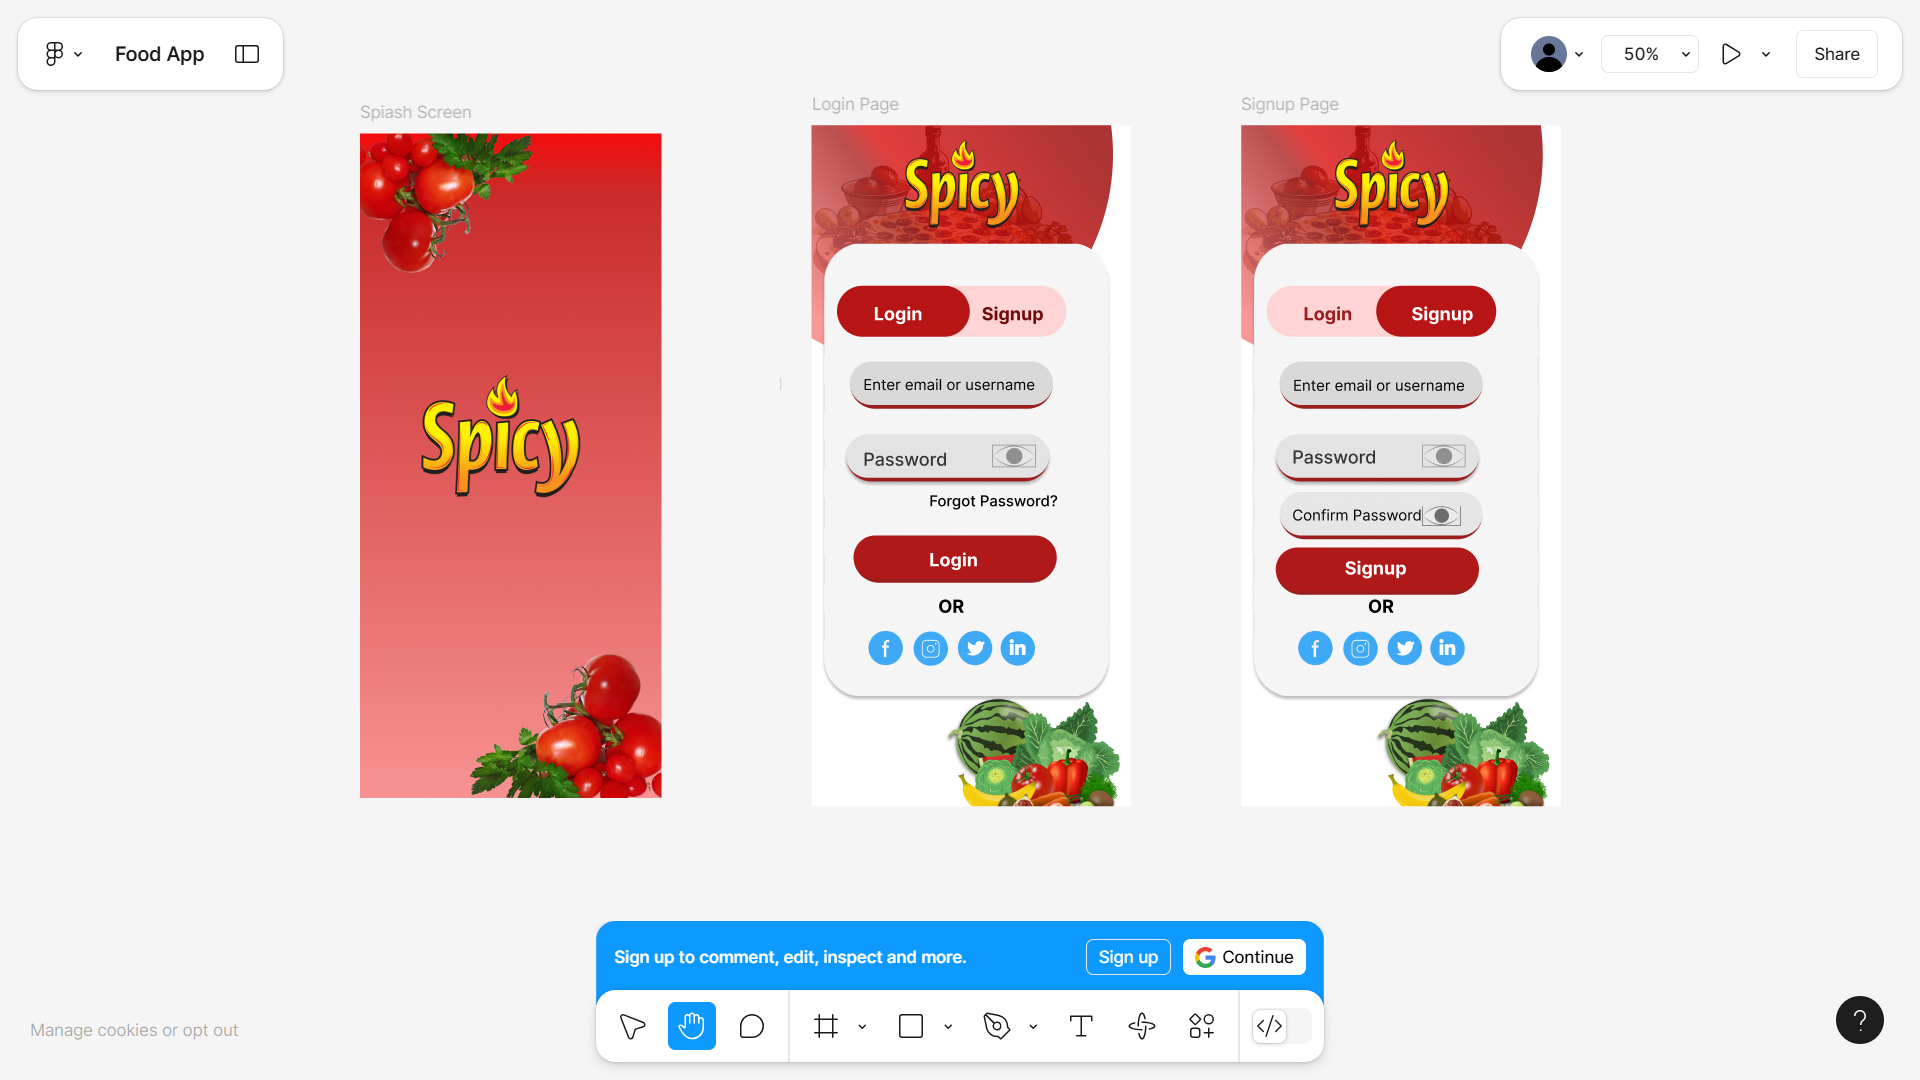 Food App
50%
Share
Spiash Screen
Login Page
Signup Page
Spicy
Spicy
Spicy
Login
Signup
Enter email or username
Password
Forgot Password?
Login
OR
f
in
Login
Signup
Enter email or username
Password
Confirm Password
Signup
OR
f
in
Sign up to comment, edit, inspect and more.
Sign up
Continue
Manage cookies or opt out
?